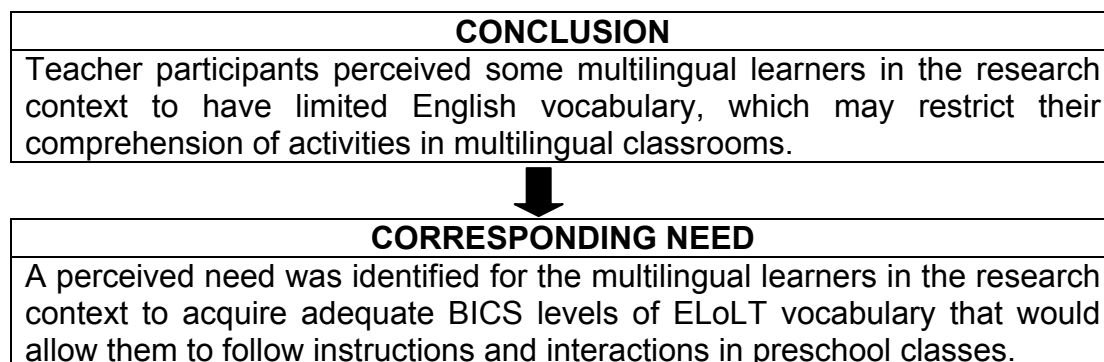 CONCLUSION
Teacher participants perceived some multilingual learners in the research
context to have limited English vocabulary, which may restrict their
comprehension of activities in multilingual classrooms.
CORRESPONDING NEED
A perceived need was identified for the multilingual learners in the research
context to acquire adequate BICS levels of ELoLT vocabulary that would
allow them to follow instructions and interactions in preschool classes.